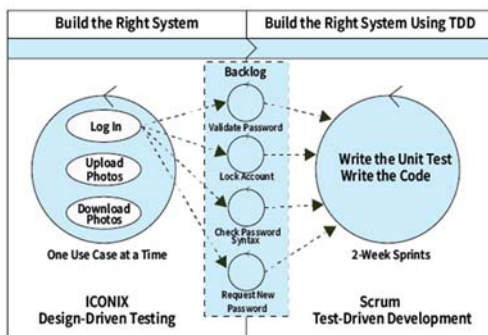 Build the Right System
Build the Right System Using TDD
Backlog
Log In
Upload
Photos
Download
Photos
One Use Case at a Time
Validate Password
Lock Account
Check Password
Syntax
Request New
Password
Write the Unit Test
Write the Code
2-Week Sprints
ICONIX
Design-Driven Testing
Scrum
Test-Driven Development